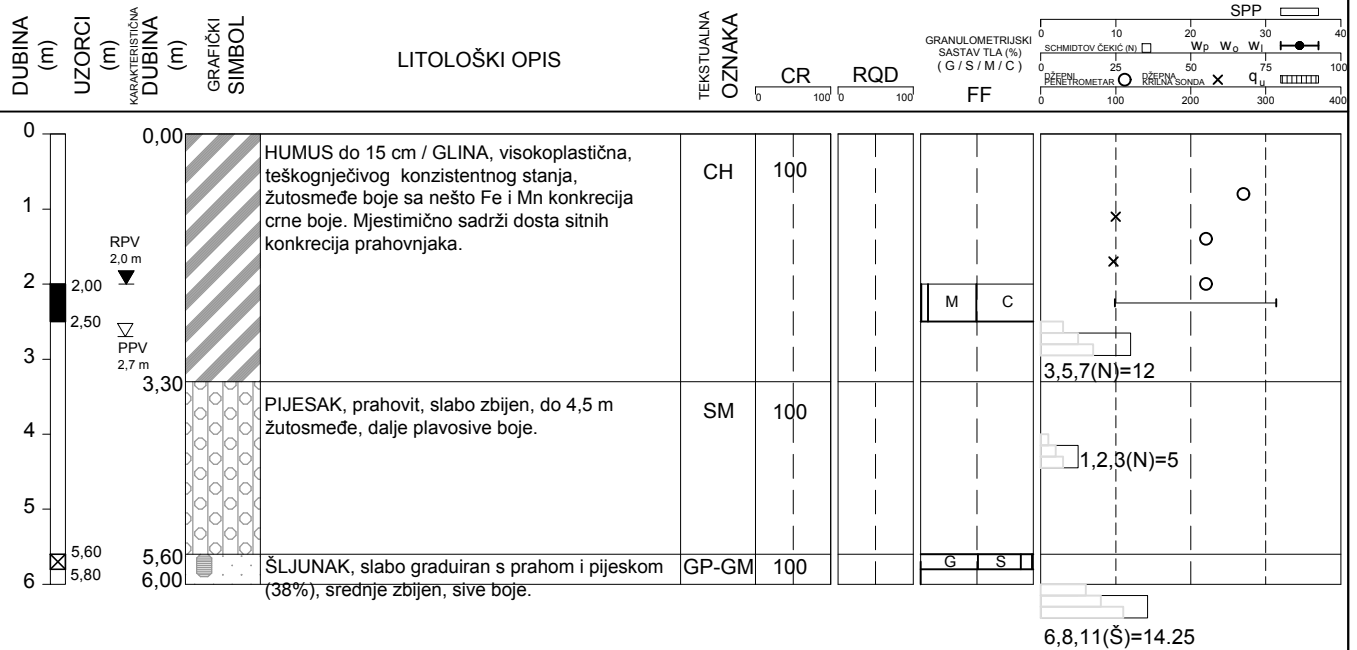 DUBINA
(m)
UZORCI
(m)
KARAKTERISTIČNA
DUBINA
(m)
GRAFIČKI
SIMBOL
LITOLOŠKI OPIS
TEKSTUALNA
OZNAKA
CR
0 100
RQD
0 100
GRANULOMETRIJSKI
SASTAV TLA (%)
( G / S / M / C )
FF
SPP
0 10 20 30 40
SCHMIDTOV ČEKIĆ (N) wp wo wl
0 25 50 75 100
DŽEPNI
PENETROMETAR
DŽEPNA
KRILNA SONDA
qu
0 100 200 300 400
0
0,00
HUMUS do 15 cm / GLINA, visokoplastična,
teškognječivog konzistentnog stanja,
žutosmeđe boje sa nešto Fe i Mn konkrecija
crne boje. Mjestimično sadrži dosta sitnih
konkrecija prahovnjaka.
CH
100
1
RPV
2,0 m
2
2,00
2,50
M C
PPV
2,7 m
3
3,5,7(N)=12
3,30
PIJESAK, prahovit, slabo zbijen, do 4,5 m
žutosmeđe, dalje plavosive boje.
SM
100
4
1,2,3(N)=5
5
5,60
5,80
5,60
6
6,00
ŠLJUNAK, slabo graduiran s prahom i pijeskom
(38%), srednje zbijen, sive boje.
GP-GM
100
G S
6,8,11(Š)=14.25